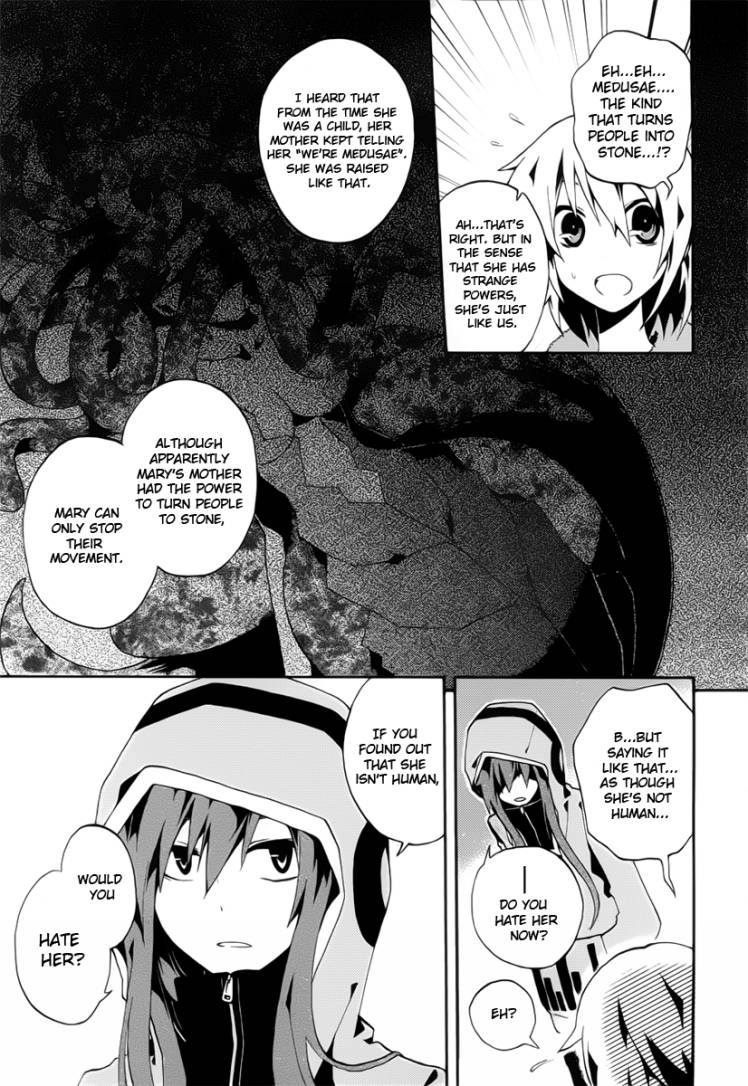 EH...EH...
MEDUSAE....
THE KIND
THAT TURNS
PEOPLE INTO
STONE...!?
AH...THAT'S
RIGHT. BUT IN
THE SENSE
THAT SHE HAS
STRANGE
POWERS,
SHE'S JUST
LIKE US.
I HEARD THAT
FROM THE TIME SHE
WAS A CHILD, HER
MOTHER KEPT TELLING
HER "WE'RE MEDUSAE".
SHE WAS RAISED
LIKE THAT.
ALTHOUGH
APPARENTLY
MARY'S MOTHER
HAD THE POWER
TO TURN PEOPLE
TO STONE,
MARY CAN
ONLY STOP
THEIR
MOVEMENT.
B...BUT
SAYING IT
LIKE THAT...
AS THOUGH
SHE'S NOT
HUMAN...
—
DO YOU
HATE HER
NOW?
EH?
IF YOU
FOUND OUT
THAT SHE
ISN'T HUMAN,
WOULD
YOU
HATE
HER?